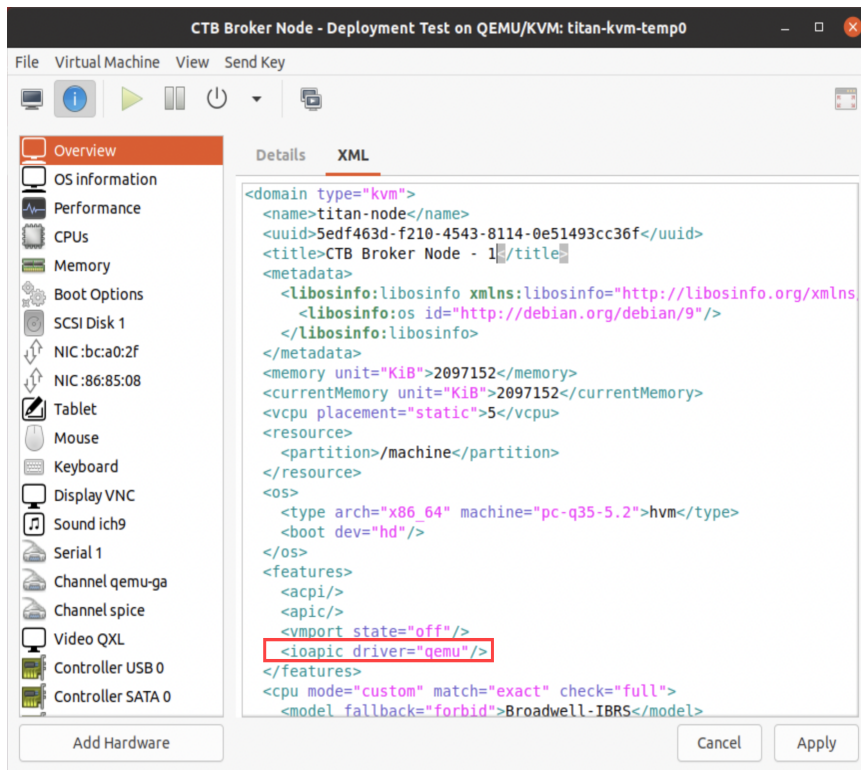 CTB Broker Node - Deployment Test on QEMU/KVM: titan-kvm-temp0
File Virtual Machine View Send Key
Overview
OS information
Performance
CPUs
Memory
Boot Options
SCSI Disk 1
NIC :bc:a0:2f
NIC :86:85:08
Tablet
Mouse
Keyboard
Display VNC
Sound ich9
Serial 1
Channel qemu-ga
Channel spice
Video QXL
Controller USB 0
Controller SATA 0
Add Hardware
Details XML
<domain type="kvm">
<name>titan-node</name>
<uuid>5edf463d-f210-4543-8114-0e51493cc36f</uuid>
<title>CTB Broker Node - 1</title>
<metadata>
<libosinfo:libosinfo xmlns:libosinfo="http://libosinfo.org/xmlns/
<libosinfo:os id="http://debian.org/debian/9"/>
</libosinfo:libosinfo>
</metadata>
<memory unit="KiB">2097152</memory>
<currentMemory unit="KiB">2097152</currentMemory>
<vcpu placement="static">5</vcpu>
<resource>
<partition>/machine</partition>
</resource>
<os>
<type arch="x86_64" machine="pc-q35-5.2">hvm</type>
<boot dev="hd"/>
</os>
<features>
<acpi/>
<apic/>
<vmport state="off"/>
<ioapic driver="qemu"/>
</features>
<cpu mode="custom" match="exact" check="full">
<model fallback="forbid">Broadwell-IBRS</model>
Cancel Apply